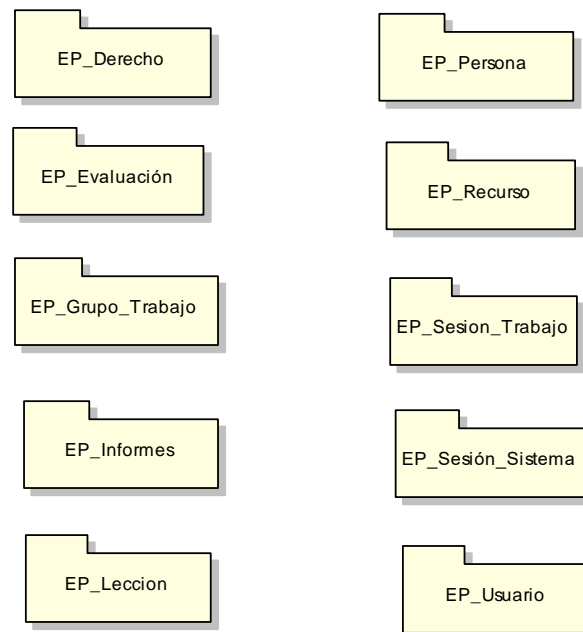 EP_Derecho
EP_Persona
EP_Evaluación
EP_Recurso
EP_Grupo_Trabajo
EP_Sesion_Trabajo
EP_Informes
EP_Sesión_Sistema
EP_Leccion
EP_Usuario